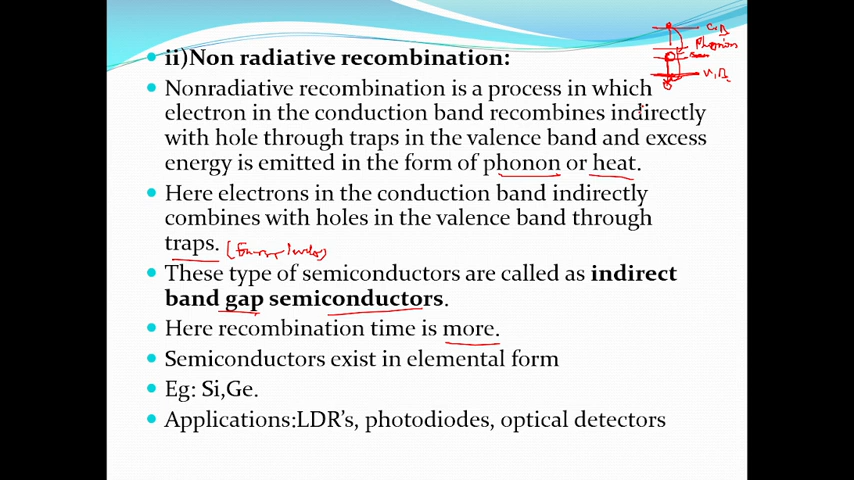 C.B
Phonon
V.B.
ii)Non radiative recombination:
Nonradiative recombination is a process in which
electron in the conduction band recombines indirectly
with hole through traps in the valence band and excess
energy is emitted in the form of phonon or heat.
Here electrons in the conduction band indirectly
combines with holes in the valence band through
traps.
These type of semiconductors are called as indirect
band gap semiconductors.
Here recombination time is more.
Semiconductors exist in elemental form
Eg: Si,Ge.
Applications:LDR's, photodiodes, optical detectors